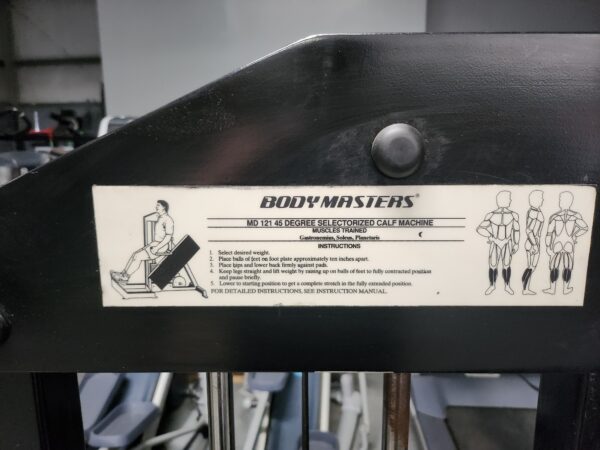 BODYMASTERS®
MD 121 45 DEGREE SELECTORIZED CALF MACHINE
MUSCLES TRAINED
Gastrocnemius, Soleus, Plantaris
INSTRUCTIONS
1. Select desired weight.
2. Place balls of feet on foot plate approximately ten inches apart.
2. Place hips and lower back firmly against pads.
4. Keep legs straight and lift weight by raising up on balls of feet to fully contracted position
and pause briefly.
5. Lower to starting position to get a complete stretch in the fully extended position.
FOR DETAILED INSTRUCTIONS, SEE INSTRUCTION MANUAL.